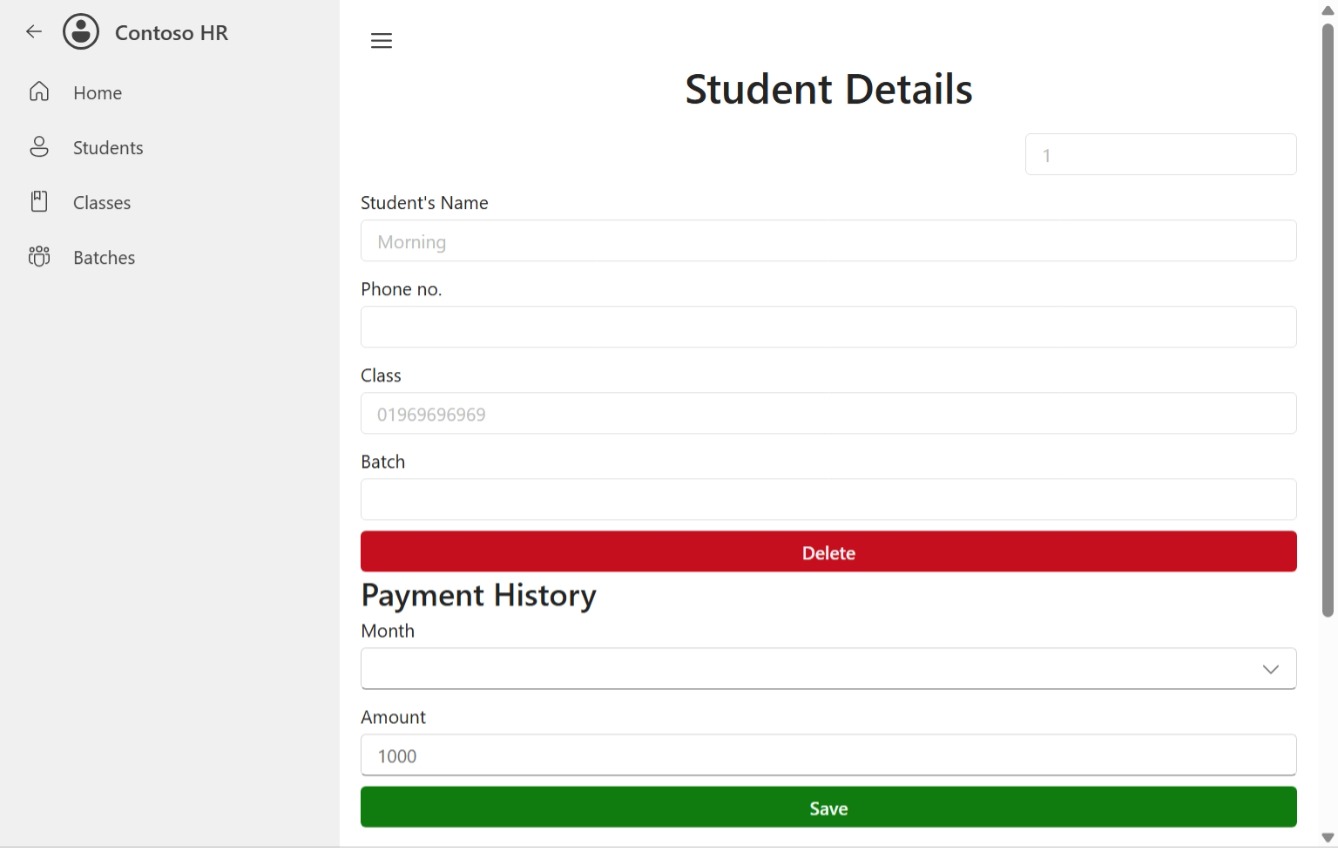 Contoso HR
Home
Students
Classes
Batches
Student Details
1
Student's Name
Morning
Phone no.
Class
01969696969
Batch
Delete
Payment History
Month
Amount
1000
Save